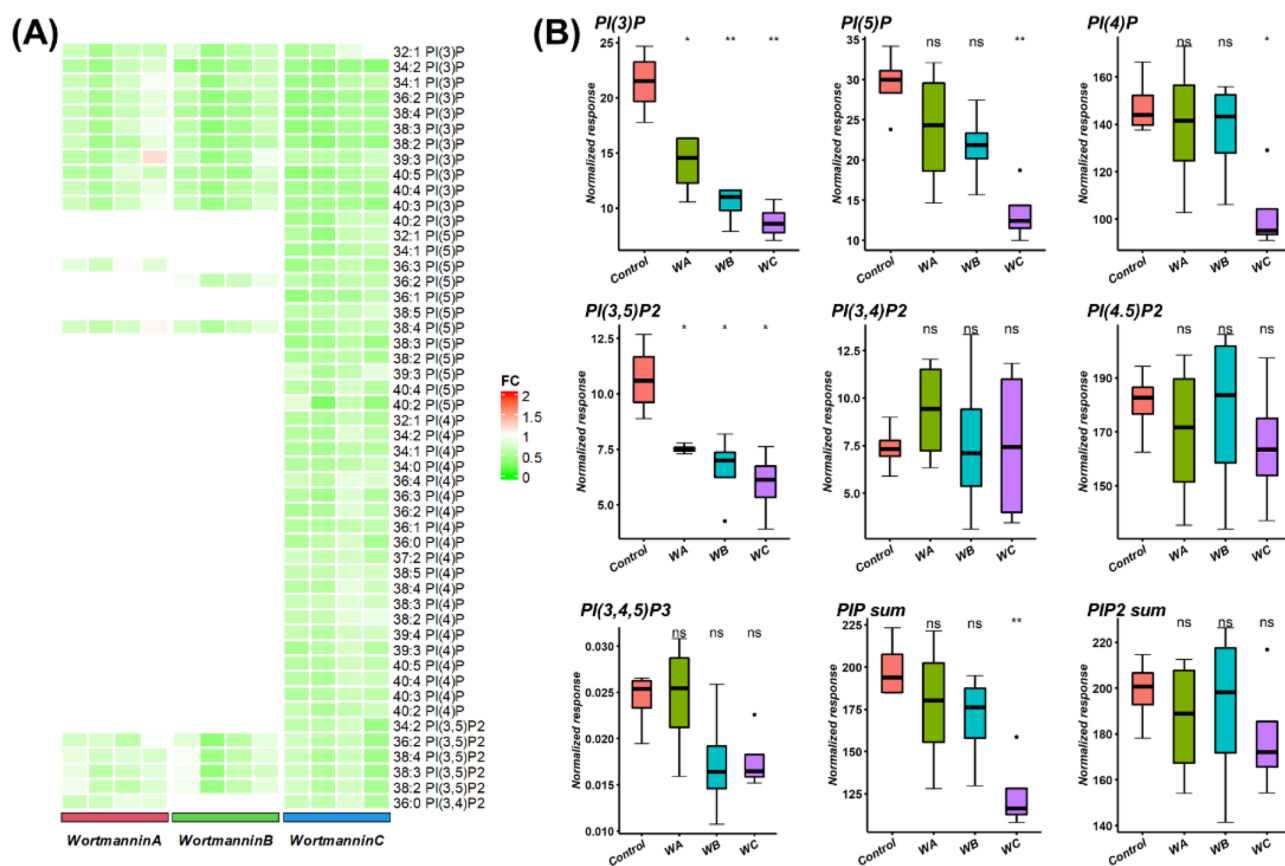 (A)
32:1 PI(3)P
34:2 PI(3)P
34:1 PI(3)P
36:2 PI(3)P
38:4 PI(3)P
38:3 PI(3)P
38:2 PI(3)P
39:3 PI(3)P
40:5 PI(3)P
40:4 PI(3)P
40:3 PI(3)P
40:2 PI(3)P
32:1 PI(5)P
34:1 PI(5)P
36:3 PI(5)P
36:2 PI(5)P
36:1 PI(5)P
38:5 PI(5)P
38:4 PI(5)P
38:3 PI(5)P
38:2 PI(5)P
39:3 PI(5)P
40:4 PI(5)P
40:2 PI(5)P
32:1 PI(4)P
34:2 PI(4)P
34:1 PI(4)P
34:0 PI(4)P
36:4 PI(4)P
36:3 PI(4)P
36:2 PI(4)P
36:1 PI(4)P
36:0 PI(4)P
37:2 PI(4)P
38:5 PI(4)P
38:4 PI(4)P
38:3 PI(4)P
38:2 PI(4)P
39:4 PI(4)P
39:3 PI(4)P
40:5 PI(4)P
40:4 PI(4)P
40:3 PI(4)P
40:2 PI(4)P
34:2 PI(3,5)P2
36:2 PI(3,5)P2
38:4 PI(3,5)P2
38:3 PI(3,5)P2
38:2 PI(3,5)P2
36:0 PI(3,4)P2
WortmanninA WortmanninB WortmanninC
FC
2
1.5
1
0.5
0
(B)
PI(3)P
* ** **
Normalized response
25
20
15
10
Control WA WB WC
PI(5)P
ns ns **
Normalized response
35
30
25
20
15
10
Control WA WB WC
PI(4)P
ns ns *
Normalized response
160
140
120
100
Control WA WB WC
PI(3,5)P2
* * *
Normalized response
12.5
10.0
7.5
5.0
Control WA WB WC
PI(3,4)P2
ns ns ns
Normalized response
12.5
10.0
7.5
5.0
Control WA WB WC
PI(4.5)P2
ns ns ns
Normalized response
190
170
150
Control WA WB WC
PI(3,4,5)P3
ns ns ns
Normalized response
0.030
0.025
0.020
0.015
0.010
Control WA WB WC
PIP sum
ns ns **
Normalized response
225
200
175
150
125
Control WA WB WC
PIP2 sum
ns ns ns
Normalized response
220
200
180
160
140
Control WA WB WC